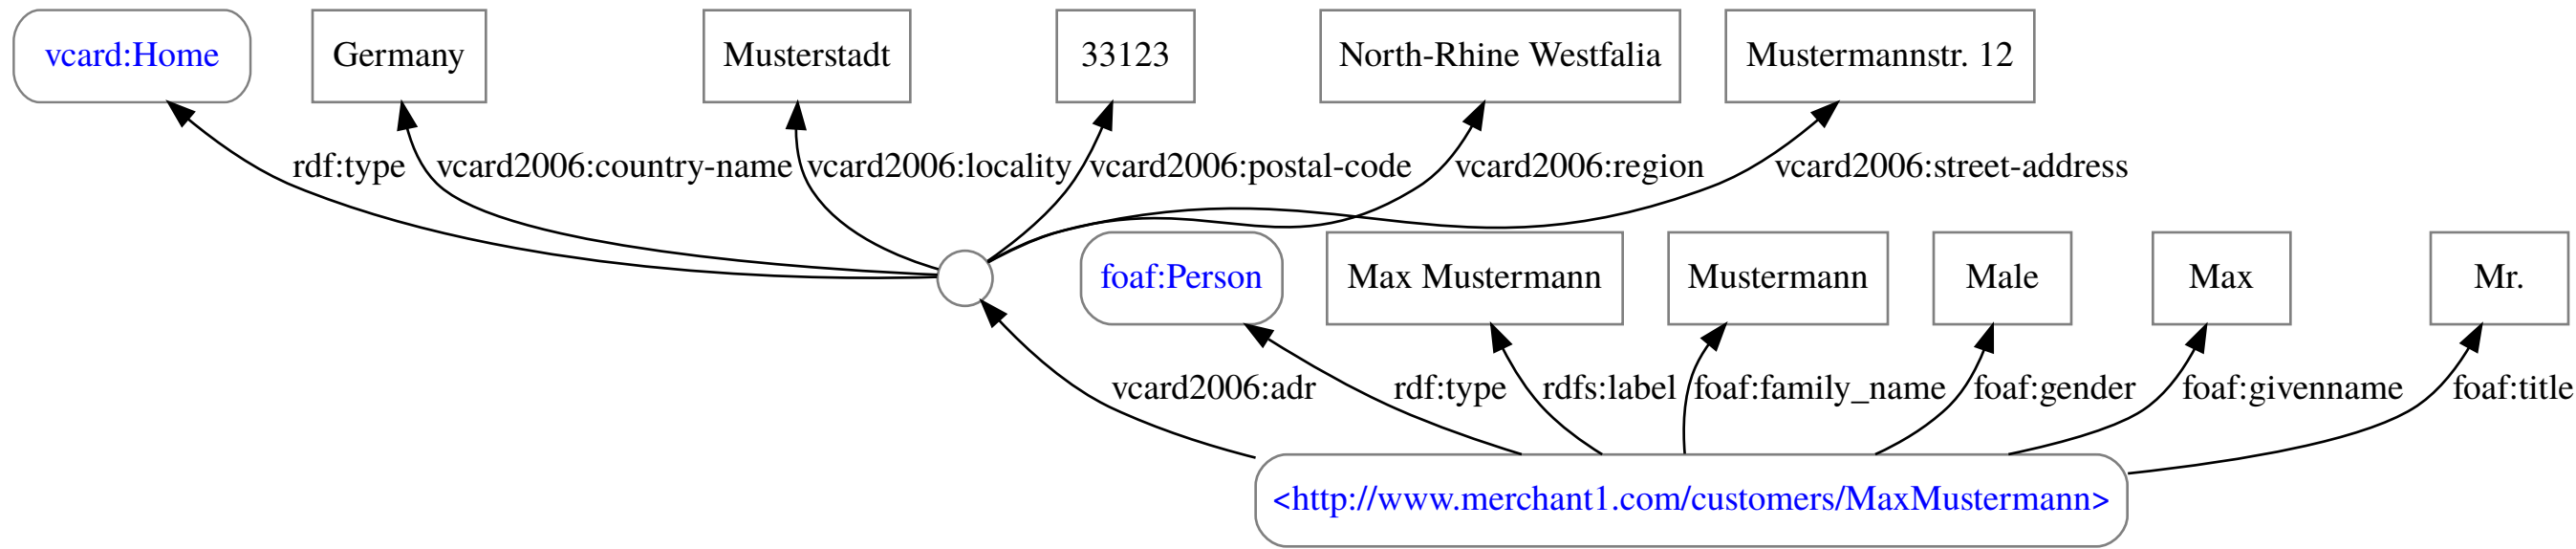 vcard:Home
Germany
Musterstadt
33123
North-Rhine Westfalia
Mustermannstr. 12
rdf:type
vcard2006:country-name
vcard2006:locality
vcard2006:postal-code
vcard2006:region
vcard2006:street-address
foaf:Person
Max Mustermann
Mustermann
Male
Max
Mr.
vcard2006:adr
rdf:type
rdfs:label
foaf:family_name
foaf:gender
foaf:givenname
foaf:title
<http://www.merchant1.com/customers/MaxMustermann>